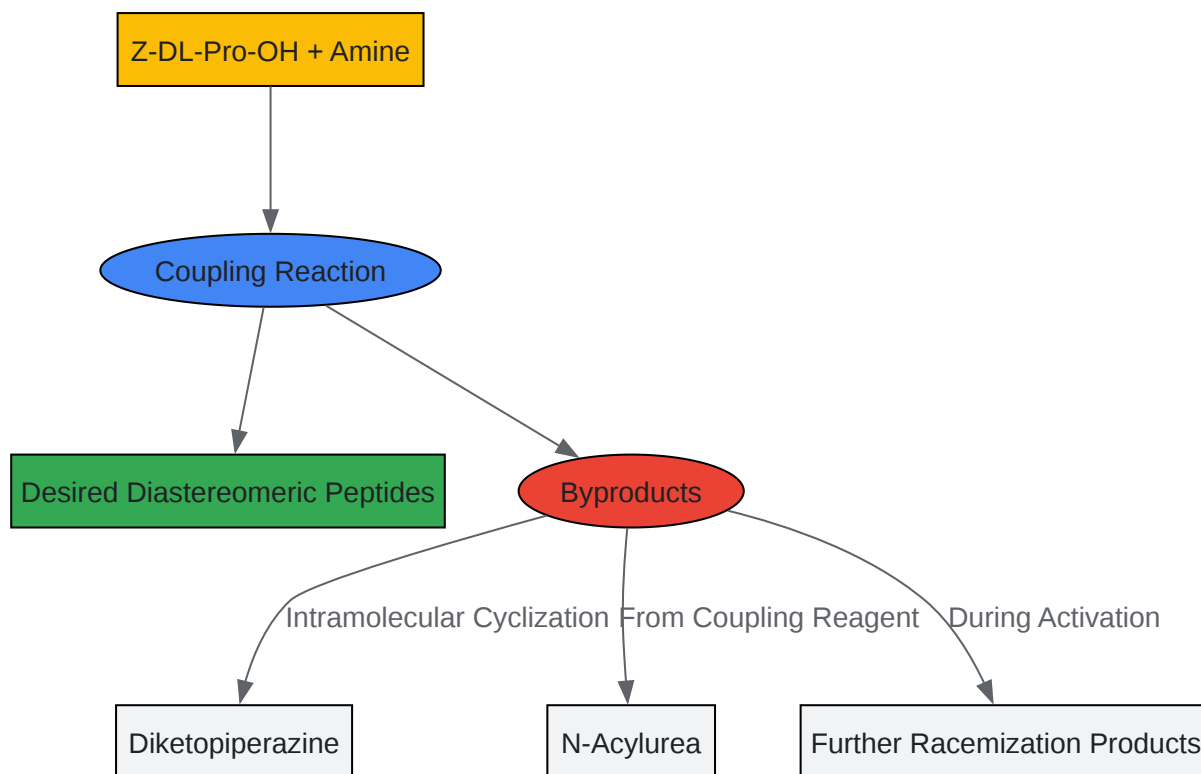 Z-DL-Pro-OH + Amine
Coupling Reaction
Desired Diastereomeric Peptides
Byproducts
Intramolecular Cyclization
From Coupling Reagent
During Activation
Diketopiperazine
N-Acylurea
Further Racemization Products